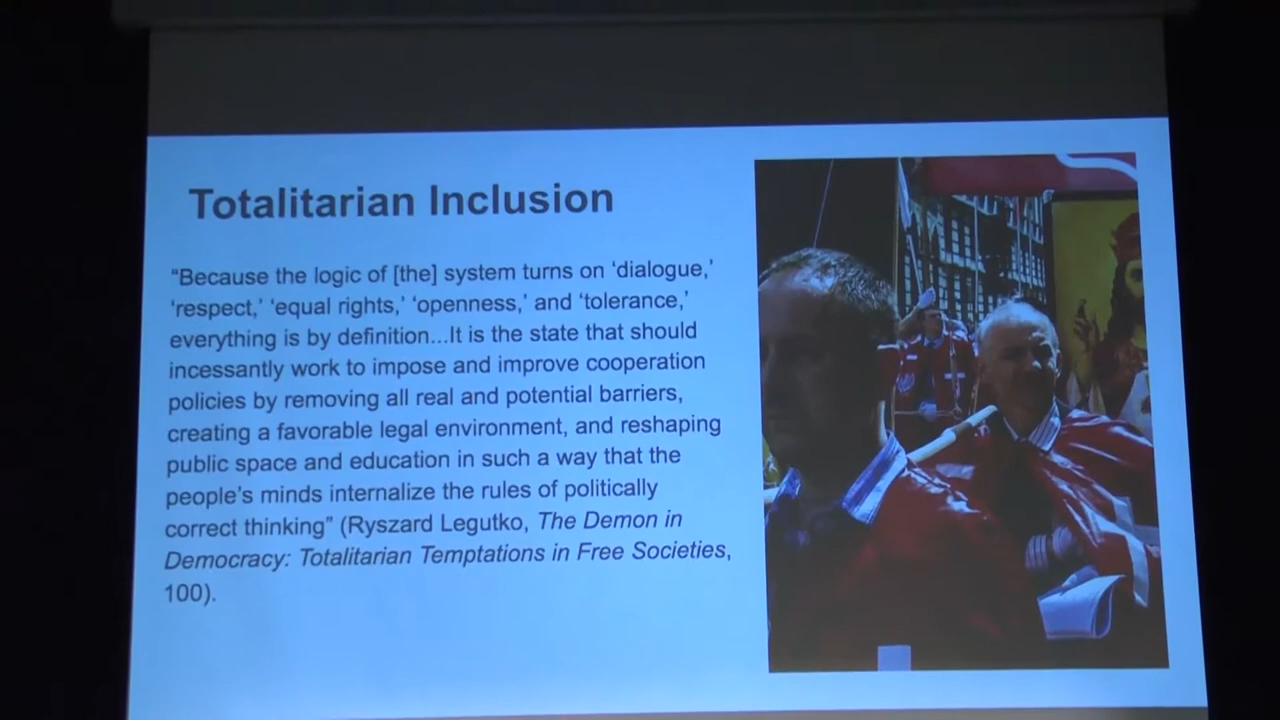 Totalitarian Inclusion
“Because the logic of [the] system turns on ‘dialogue,’
‘respect,’ ‘equal rights,’ ‘openness,’ and ‘tolerance,’
everything is by definition...It is the state that should
incessantly work to impose and improve cooperation
policies by removing all real and potential barriers,
creating a favorable legal environment, and reshaping
public space and education in such a way that the
people’s minds internalize the rules of politically
correct thinking” (Ryszard Legutko, The Demon in
Democracy: Totalitarian Temptations in Free Societies,
100).